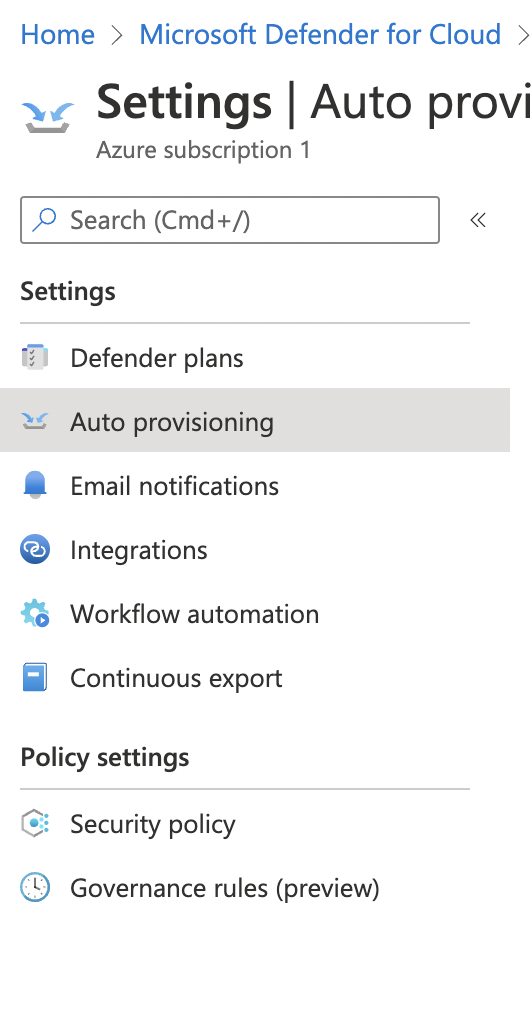 Home > Microsoft Defender for Cloud >
Settings | Auto provi
Azure subscription 1
Search (Cmd+/) «
Settings
Defender plans
Auto provisioning
Email notifications
Integrations
Workflow automation
Continuous export
Policy settings
Security policy
Governance rules (preview)